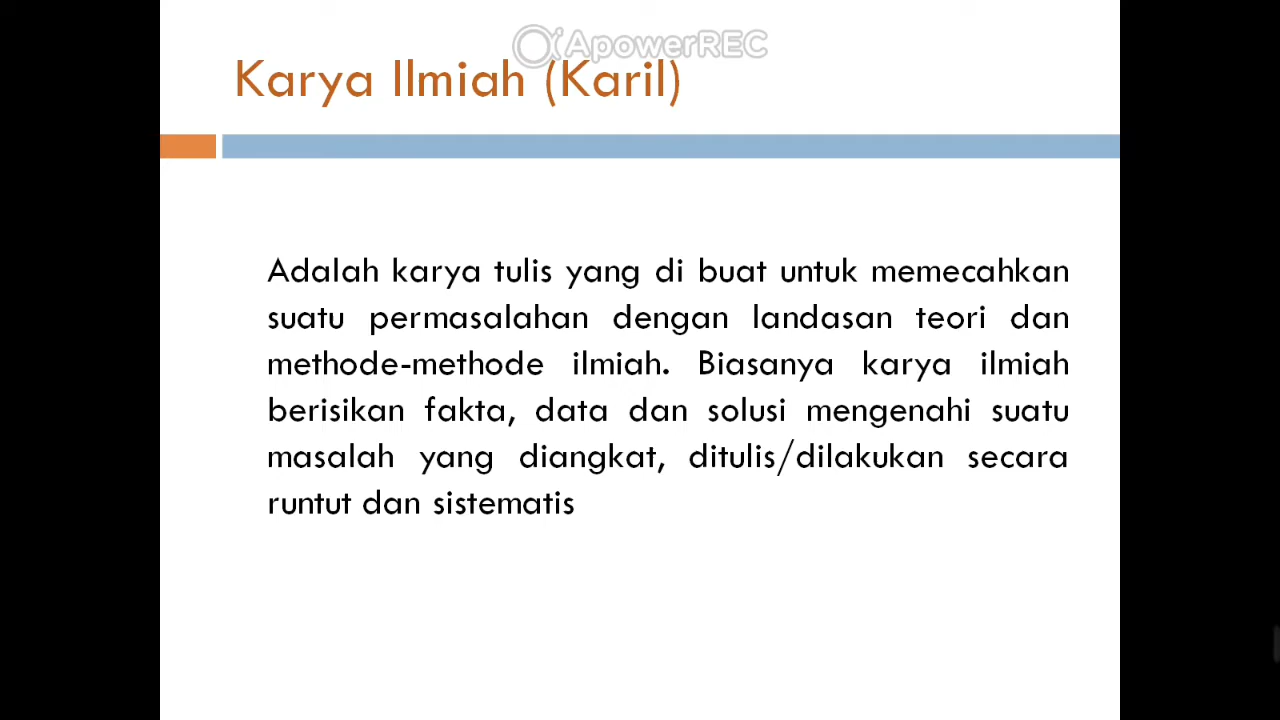 ApowerREC
Karya Ilmiah (Karil)
Adalah karya tulis yang di buat untuk memecahkan
suatu permasalahan dengan landasan teori dan
methode-methode ilmiah. Biasanya karya ilmiah
berisikan fakta, data dan solusi mengenahi suatu
masalah yang diangkat, ditulis/dilakukan secara
runtut dan sistematis